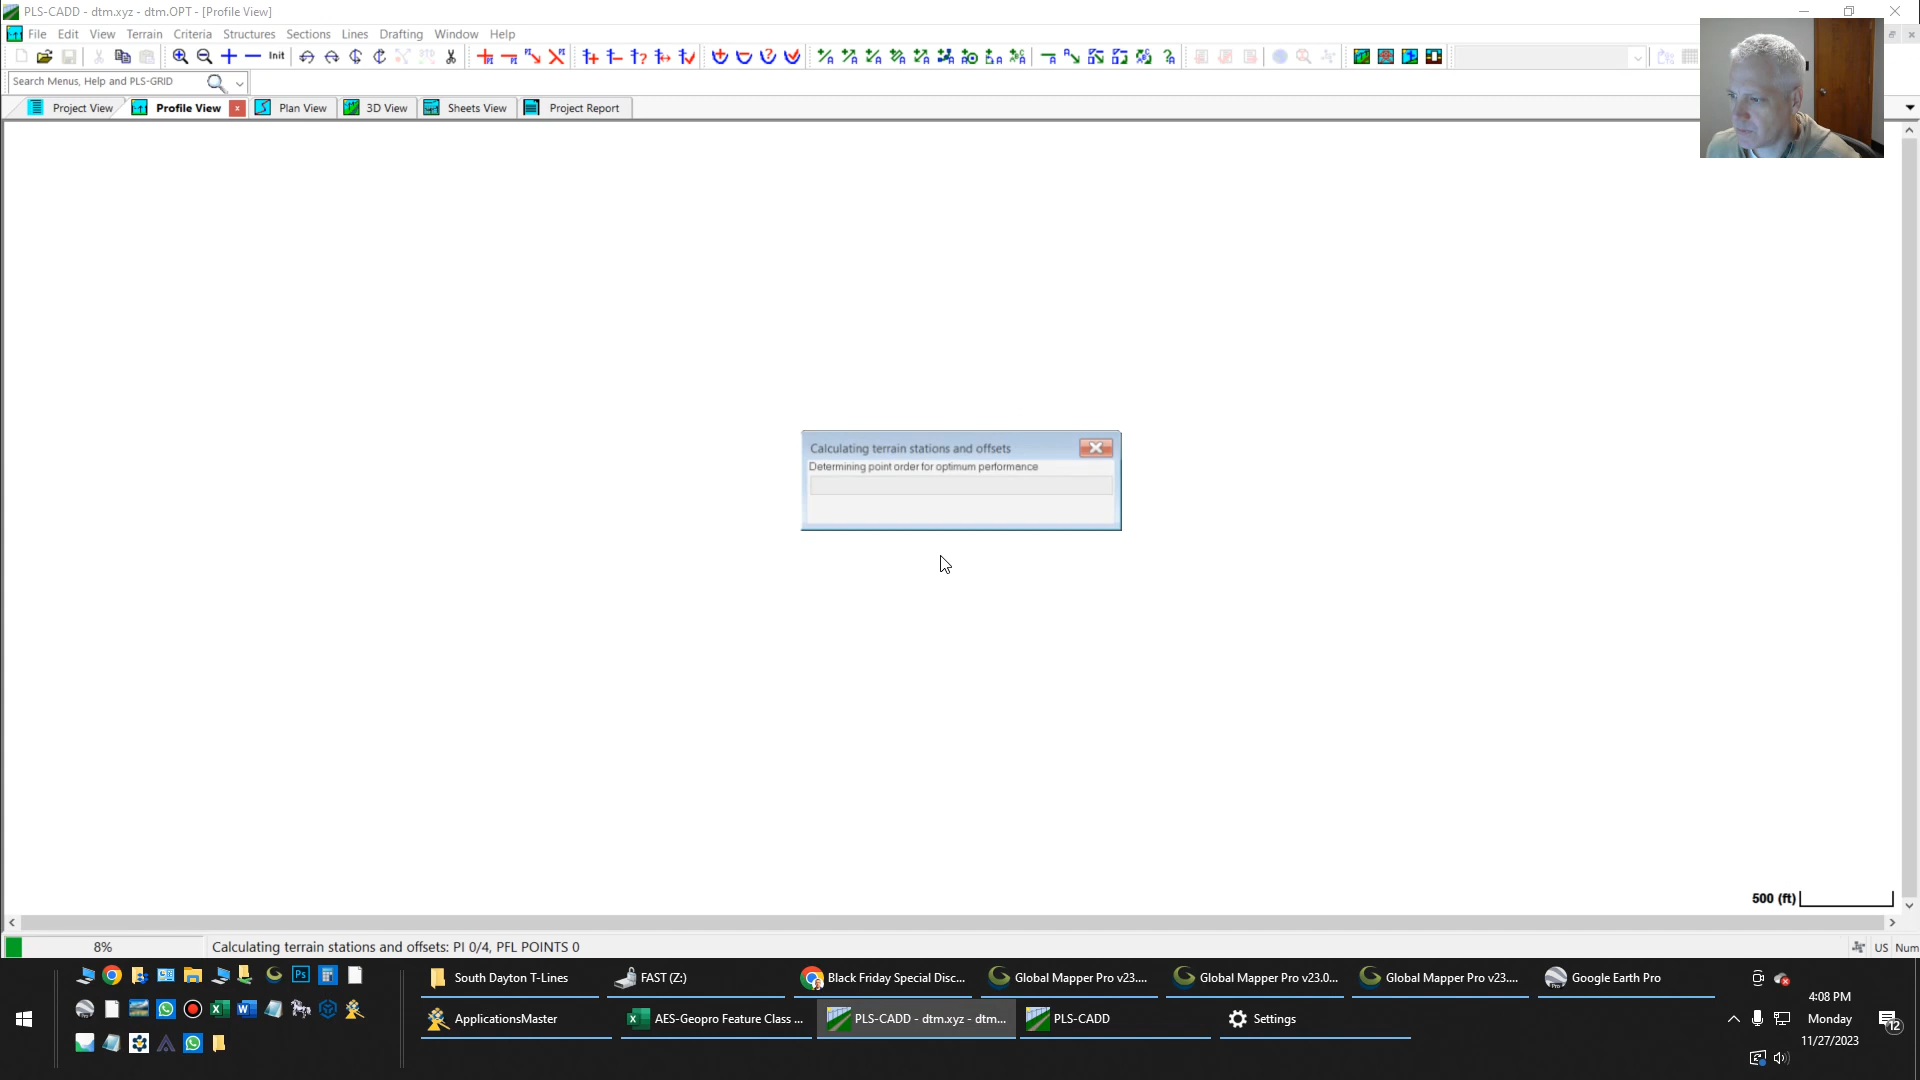 PLS-CADD - dtm.xyz - dtm.OPT - [Profile View]
File Edit View Terrain Criteria Structures Sections Lines Drafting Window Help
Init
Search Menus, Help and PLS-GRID
Project View
Profile View
Plan View
3D View
Sheets View
Project Report
Calculating terrain stations and offsets
Determining point order for optimum performance
500 (ft)
8%
Calculating terrain stations and offsets: PI 0/4, PFL POINTS 0
US Num
South Dayton T-Lines
FAST (Z:)
Black Friday Special Disc...
Global Mapper Pro v23....
Global Mapper Pro v23.0...
Global Mapper Pro v23....
Google Earth Pro
ApplicationsMaster
AES-Geopro Feature Class ...
PLS-CADD - dtm.xyz - dtm...
PLS-CADD
Settings
4:08 PM
Monday
11/27/2023
12